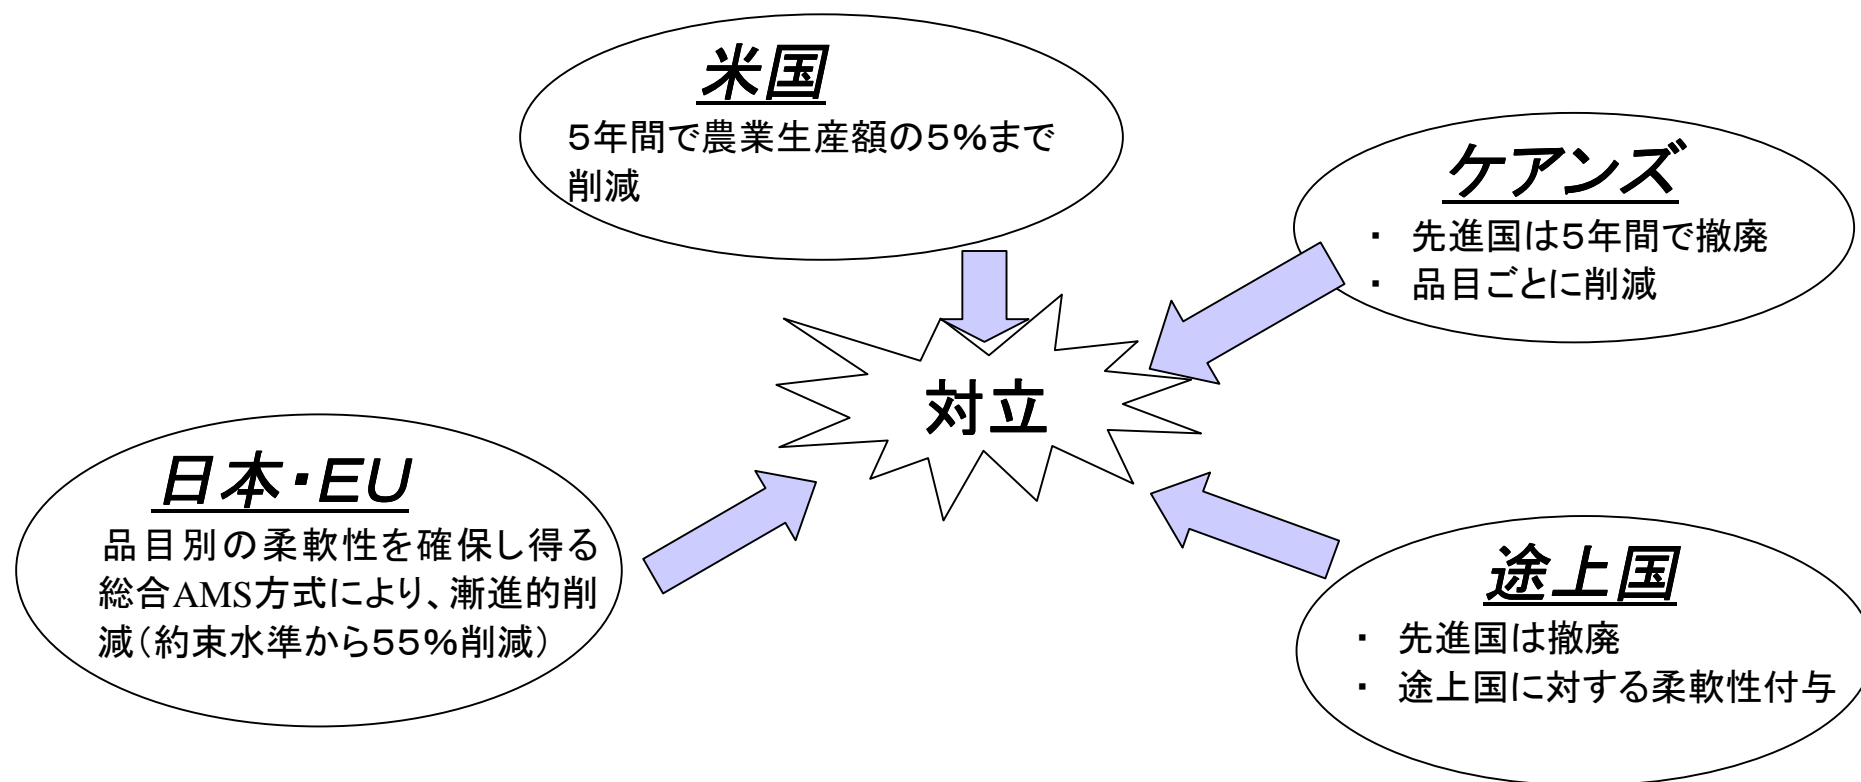 米国
5年間で農業生産額の5%まで
削減
ケアンズ
・ 先進国は5年間で撤廃
・ 品目ごとに削減
対立
日本・EU
品目別の柔軟性を確保し得る
総合AMS方式により、漸進的削
減(約束水準から55%削減)
途上国
・ 先進国は撤廃
・ 途上国に対する柔軟性付与